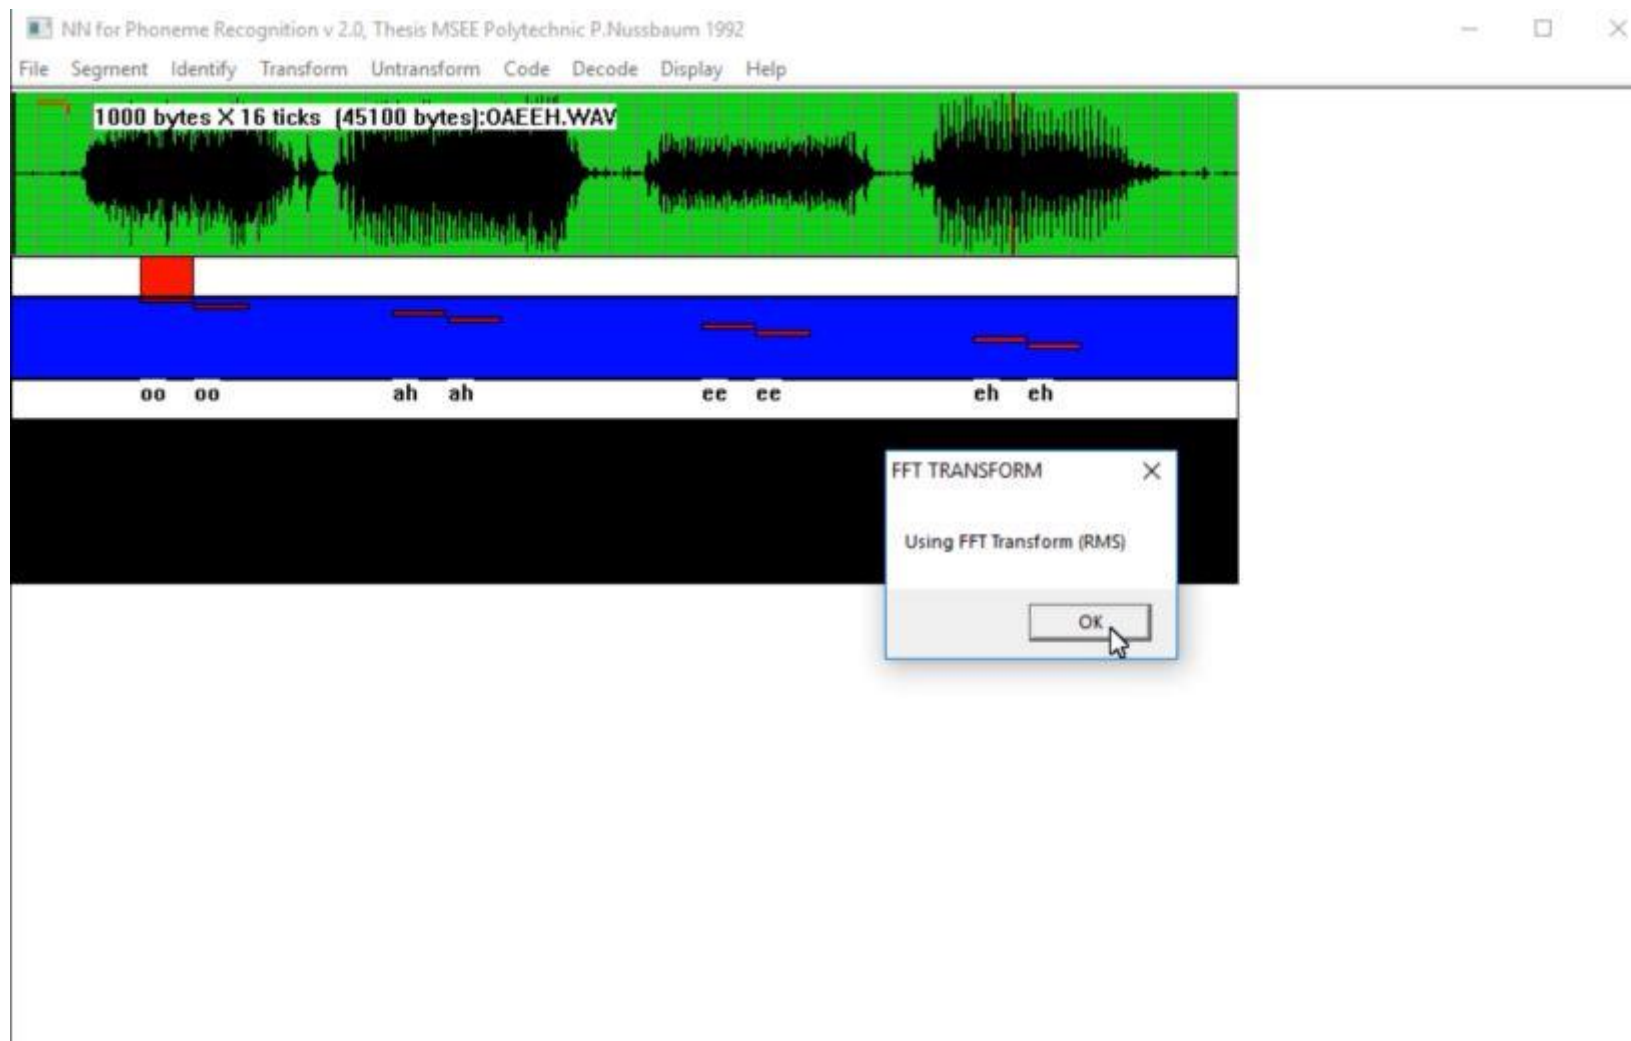 NN for Phoneme Recognition v 2.0, Thesis MSEE Polytechnic P.Nussbaum 1992
File Segment Identify Transform Untransform Code Decode Display Help
1000 bytes X 16 ticks (45100 bytes):OAEEH.WAV
oo oo ah ah ee ee eh eh
FFT TRANSFORM
Using FFT Transform (RMS)
OK